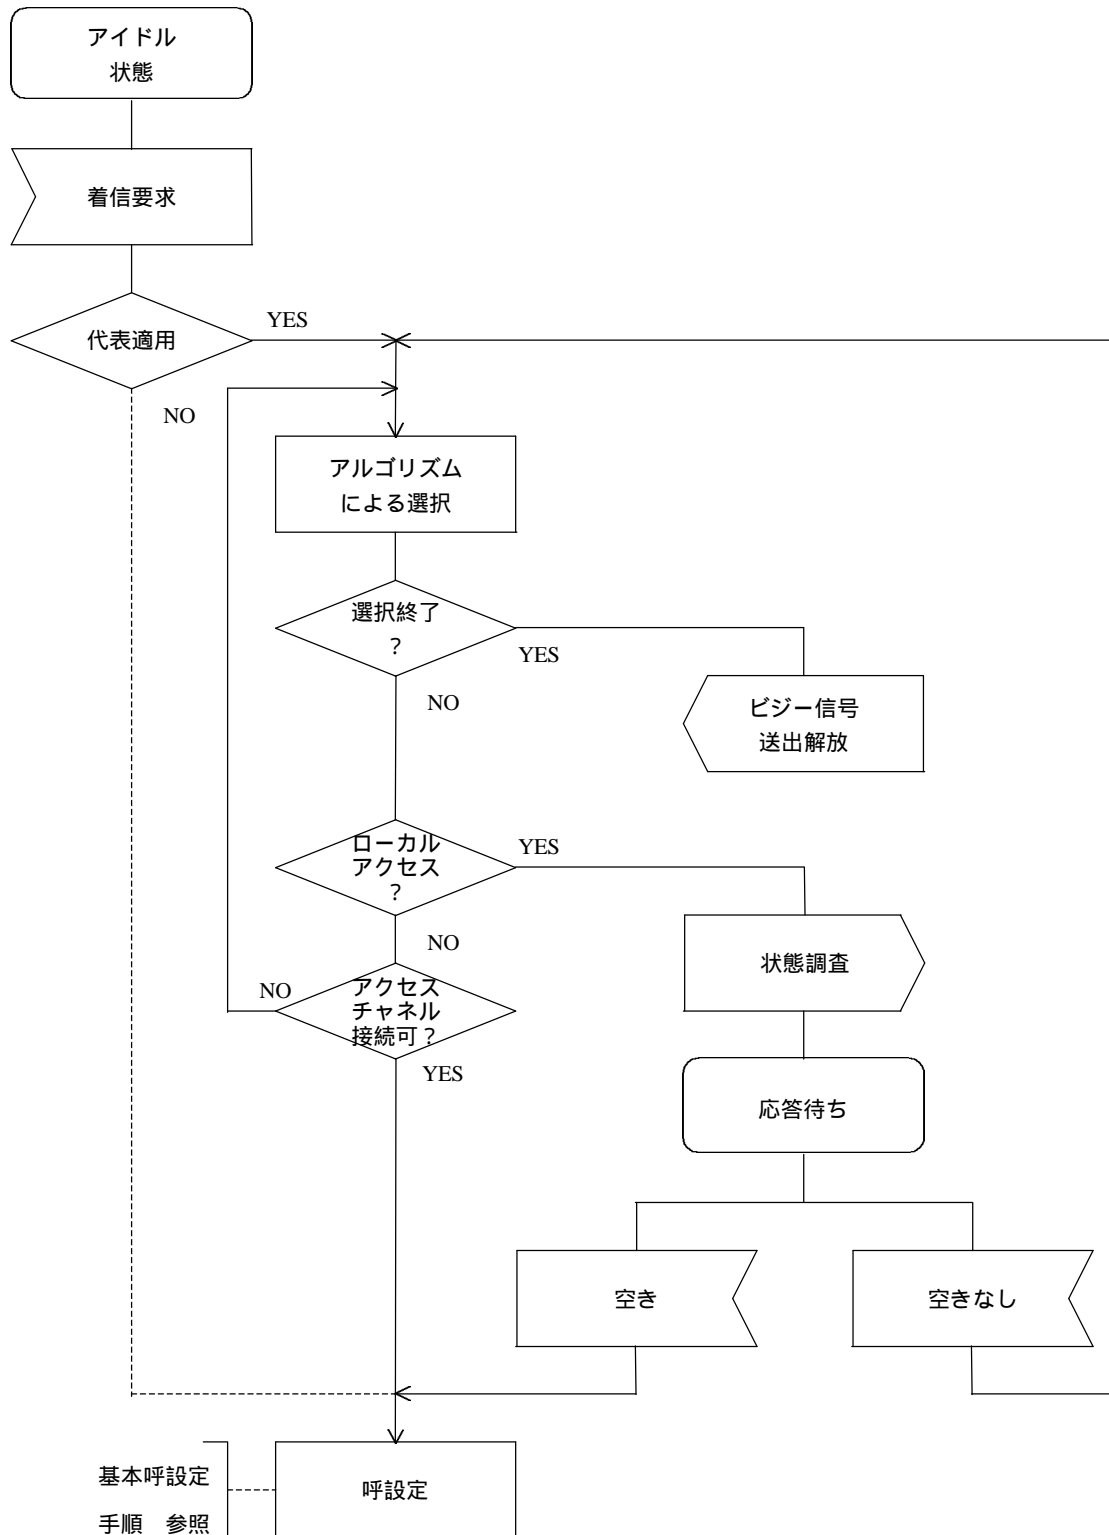 アイドル
状態
着信要求
代表適用
YES
NO
アルゴリズム
による選択
選択終了
?
YES
NO
ビジー信号
送出解放
ローカル
アクセス
?
YES
NO
状態調査
アクセス
チャネル
接続可?
NO
YES
応答待ち
空き
空きなし
基本呼設定
手順 参照
呼設定